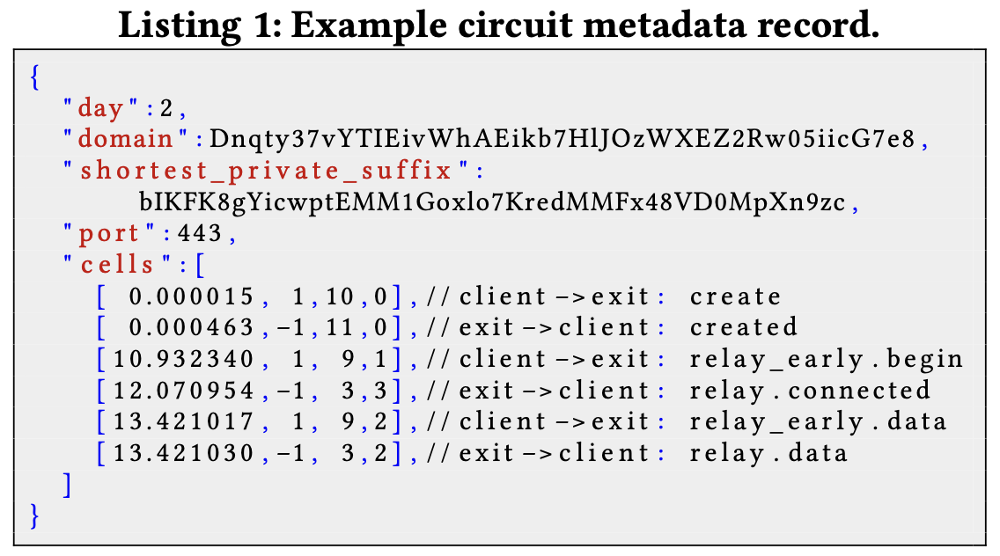 Listing 1: Example circuit metadata record.
{
"day":2,
"domain":Dnqty37vYTIEivWhAEikb7HlJOzWXEZ2Rw05iicG7e8,
"shortest_private_suffix":
bIKFK8gYicwptEMM1Goxlo7KredMMFx48VD0MpXn9zc,
"port":443,
"cells":[
[ 0.000015, 1,10,0],//client->exit: create
[ 0.000463,-1,11,0],//exit->client: created
[10.932340, 1, 9,1],//client->exit: relay_early.begin
[12.070954,-1, 3,3],//exit->client: relay.connected
[13.421017, 1, 9,2],//client->exit: relay_early.data
[13.421030,-1, 3,2],//exit->client: relay.data
]
}